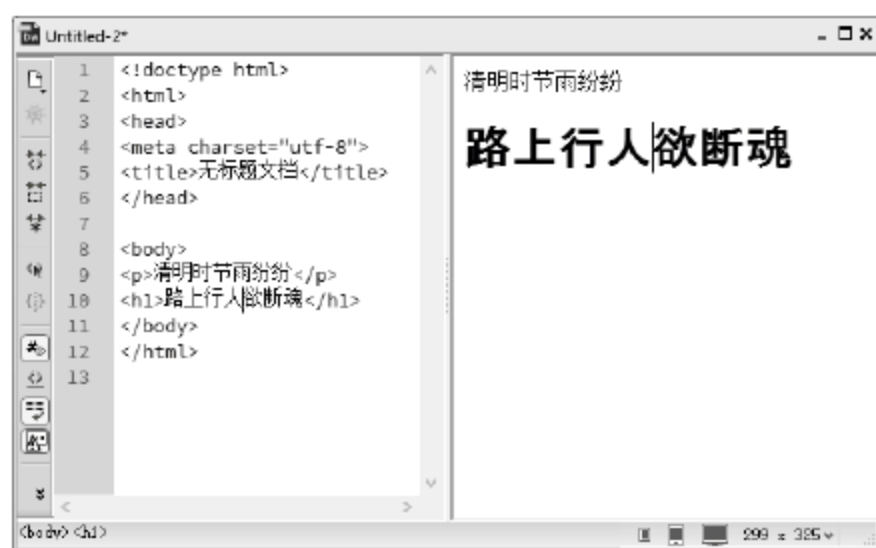 Untitled-2*
1 <!doctype html>
2 <html>
3 <head>
4 <meta charset="utf-8">
5 <title>无标题文档</title>
6 </head>
7
8 <body>
9 <p>清明时节雨纷纷</p>
10 <h1>路上行人欲断魂</h1>
11 </body>
12 </html>
13
清明时节雨纷纷
路上行人欲断魂
<body> <h1>
299 x 325